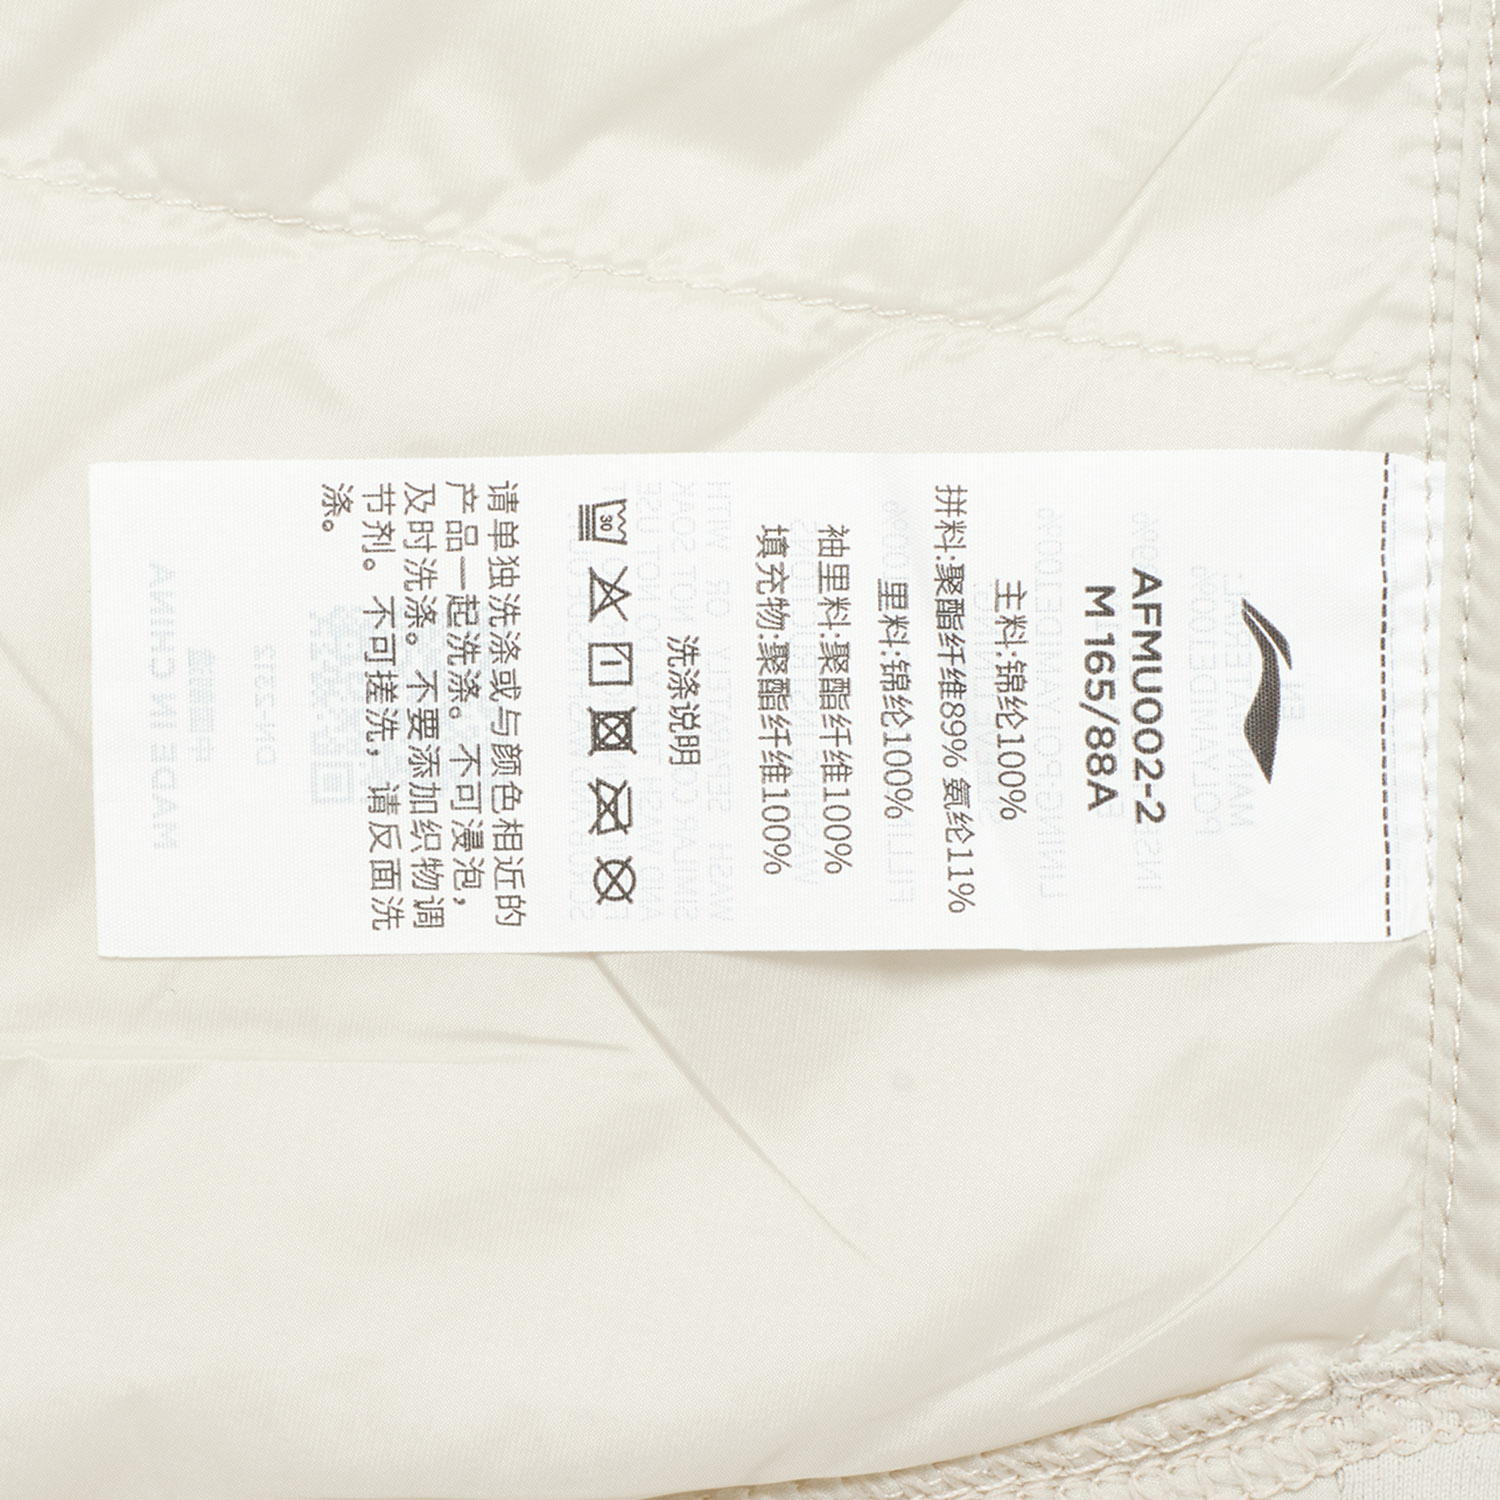 AFMU002-2
M 165/88A
主料:锦纶100%
拼料:聚酯纤维89% 氨纶11%
里料:锦纶100%
袖里料:聚酯纤维100%
填充物:聚酯纤维100%
洗涤说明
30
请单独洗涤或与颜色相近的
产品一起洗涤。不可浸泡，
及时洗涤。不要添加织物调
节剂。不可搓洗，请反面洗
涤。
MADE IN CHINA